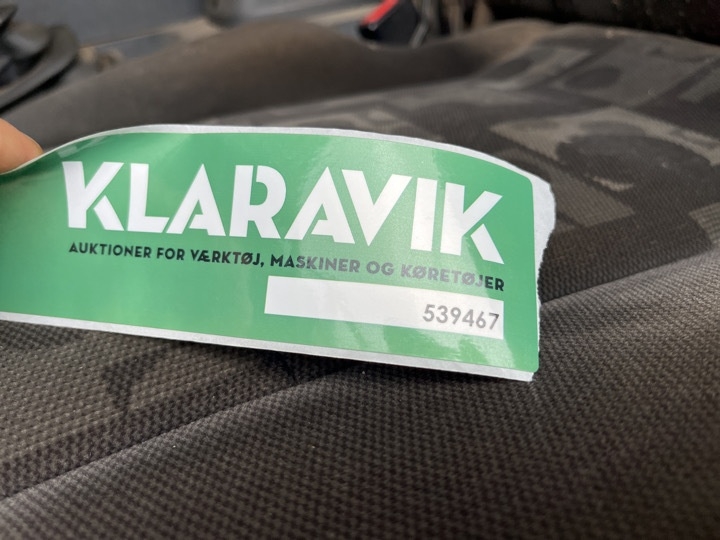 KLARAVIK
AUKTIONER FOR VÆRKTØJ, MASKINER OG KØRETØJER
539467